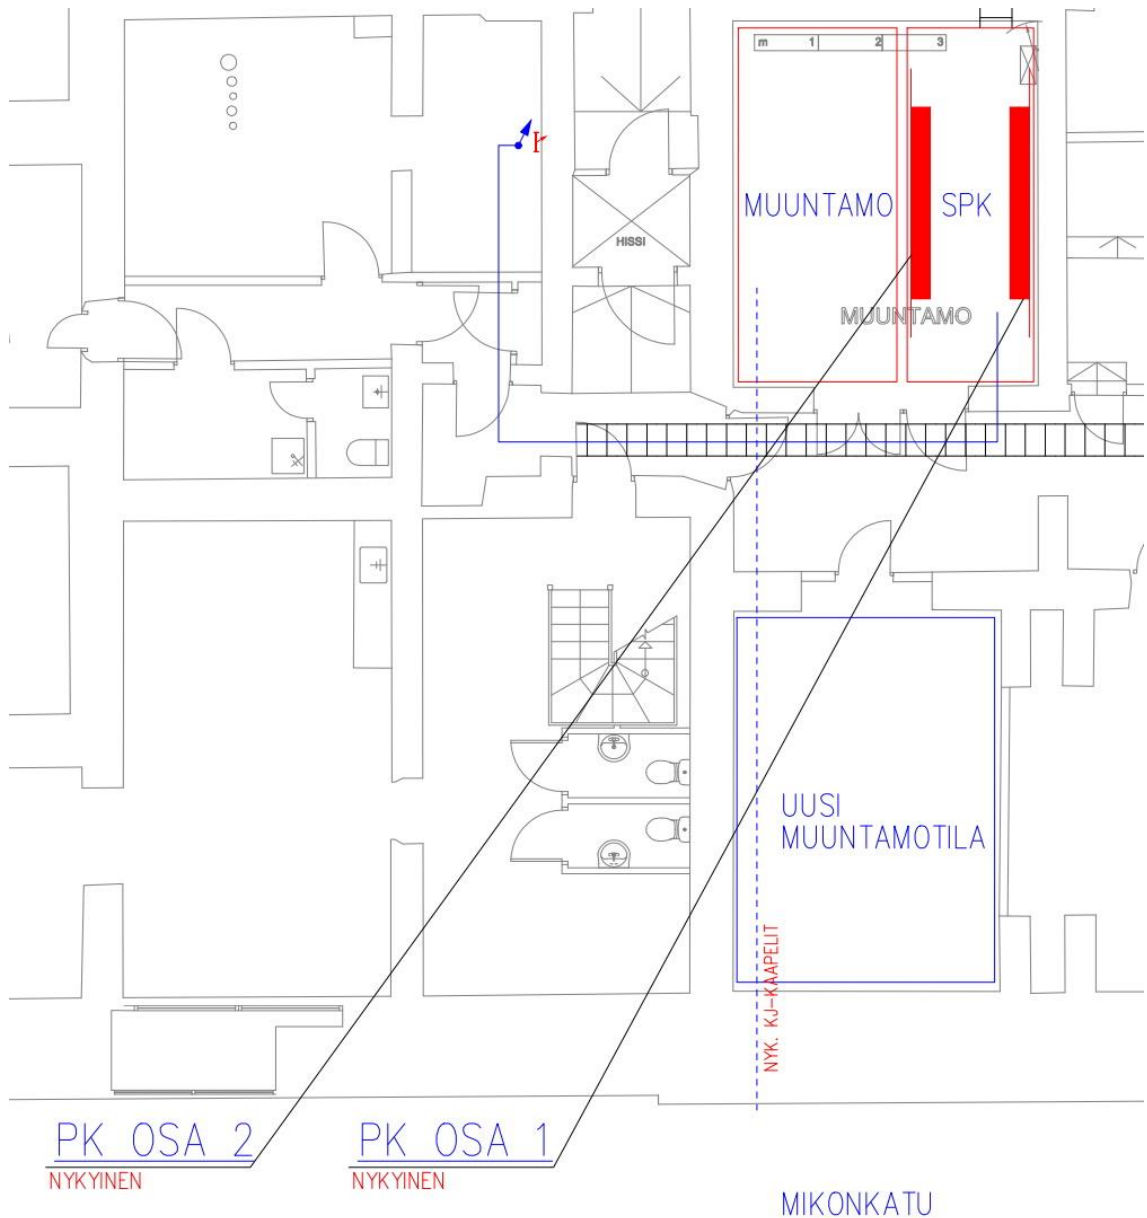 m 1 2 3
MUUNTAMO
SPK
HISSI
MUUNTAMO
UUSI
MUUNTAMOTILA
NYK. KJ-KAAPELIT
PK OSA 2
NYKYINEN
PK OSA 1
NYKYINEN
MIKONKATU